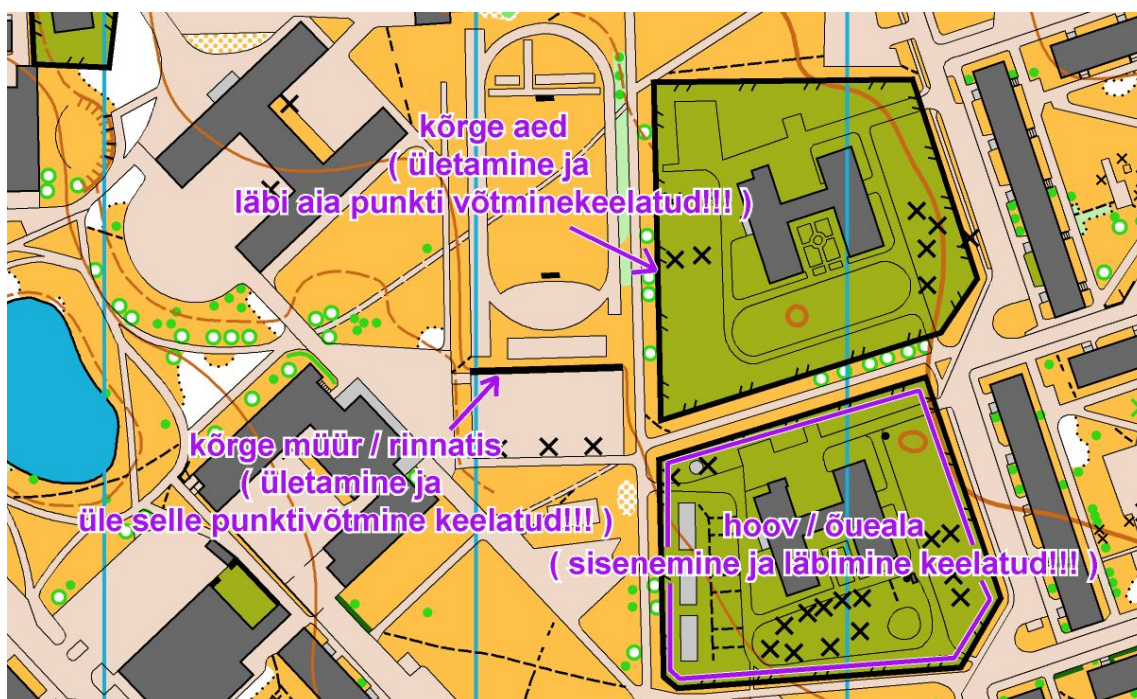 kõrge aed
( ületamine ja
läbi aia punkti võtminekeelatud!!! )
kõrge müür / rinnatis
( ületamine ja
üle selle punktivõtmine keelatud!!! )
hoov / õueala
( sisenemine ja läbimine keelatud!!! )